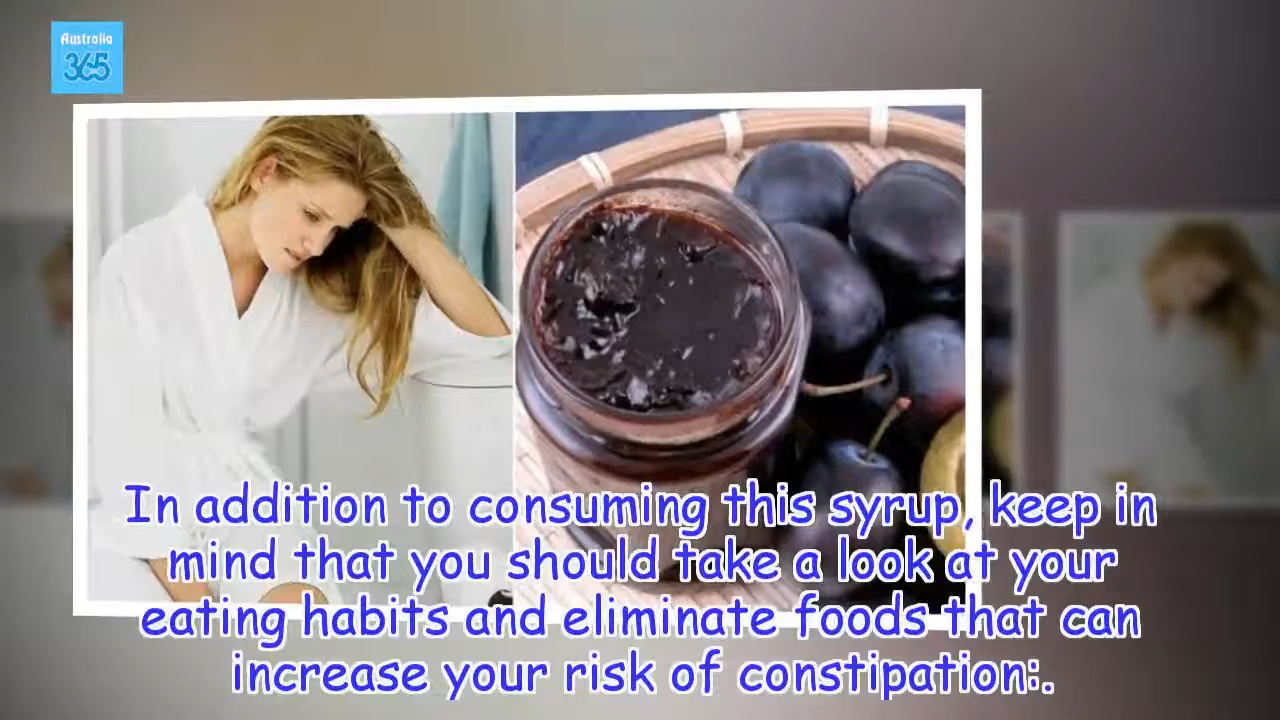 Australia
365
In addition to consuming this syrup, keep in
mind that you should take a look at your
eating habits and eliminate foods that can
increase your risk of constipation:.